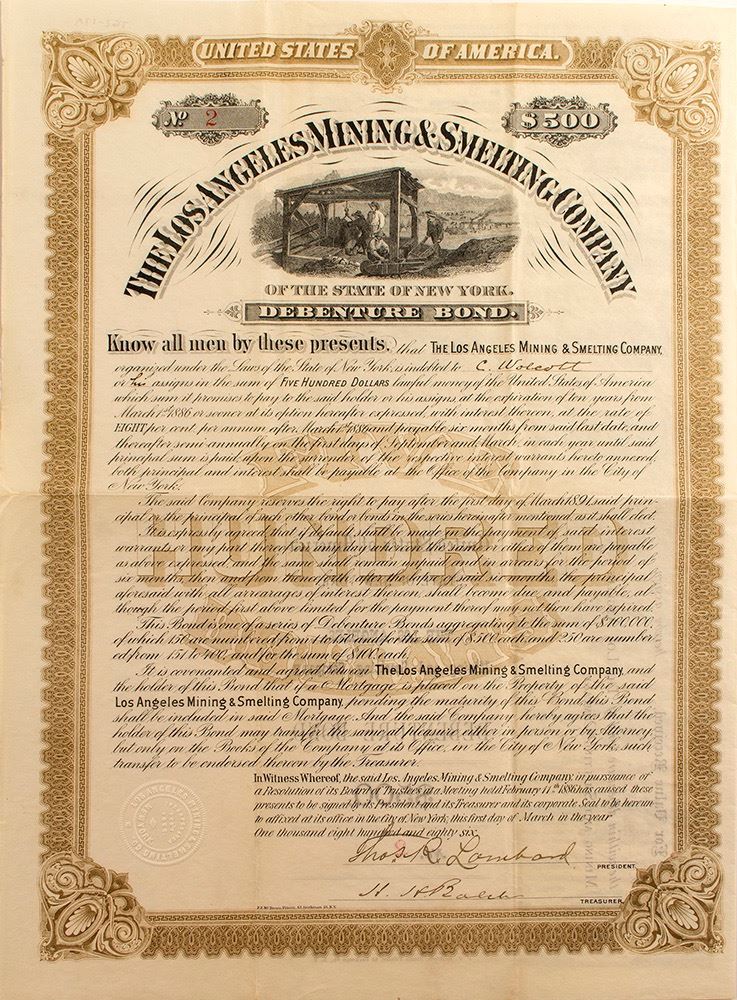 UNITED STATES OF AMERICA.
No 2
$500
THE LOS ANGELES MINING & SMELTING COMPANY
OF THE STATE OF NEW YORK.
DEBENTURE BOND.
Know all men by these presents, that THE LOS ANGELES MINING & SMELTING COMPANY,
organized under the Laws of the State of New York, is indebted to C. Wolcott
or his assigns in the sum of FIVE HUNDRED DOLLARS lawful money of the United States of America
which sum it promises to pay to the said holder or his assigns, at the expiration of ten years from
March 1st 1886 or sooner at its option hereafter expressed, with interest thereon, at the rate of
EIGHT per cent. per annum after March 1st 1886 and payable six months from said last date, and
thereafter semi-annually on the first days of September and March, in each year until said
principal sum is paid, upon the surrender of the respective interest warrants hereto annexed,
both principal and interest shall be payable at the Office of the Company in the City of
New York.
The said Company reserves the right to pay after the first day of March 1891, said prin-
cipal or the principal of such other bond or bonds in the series hereinafter mentioned, as it shall elect.
It is expressly agreed that if default shall be made in the payment of said interest
warrants or any part thereof on any day wherein the same or either of them are payable
as above expressed, and the same shall remain unpaid and in arrears for the period of
six months, then and from thenceforth, after the lapse of said six months the principal
aforesaid with all arrearages of interest thereon, shall become due and payable, al-
though the period first above limited for the payment thereof may not then have expired.
This Bond is one of a series of Debenture Bonds aggregating to the sum of $100,000,
of which 150 are numbered from 1 to 150 and for the sum of $500 each, and 250 are number-
ed from 151 to 400, and for the sum of $100 each.
It is covenanted and agreed between The Los Angeles Mining & Smelting Company, and
the holder of this Bond that if a Mortgage is placed on the Property of the said
Los Angeles Mining & Smelting Company, pending the maturity of this Bond, this Bond
shall be included in said Mortgage. And the said Company hereby agrees that the
holder of this Bond may transfer the same at pleasure either in person or by Attorney
but only on the Books of the Company at its Office, in the City of New York, such
transfer to be endorsed thereon by the Treasurer.
FIVE
HUNDRED
DOLLARS
In Witness Whereof, the said Los Angeles Mining & Smelting Company, in pursuance of
a Resolution of its Board of Trustees at a Meeting held February 11th 1886 has caused these
presents to be signed by its President and its Treasurer and its corporate Seal to be hereun-
to affixed at its office in the City of New York, this first day of March in the year
One thousand eight hundred and eighty six.
Thos. R. Lombard
PRESIDENT.
H. H. Balch
TREASURER.
LOS ANGELES MINING & SMELTING CO.